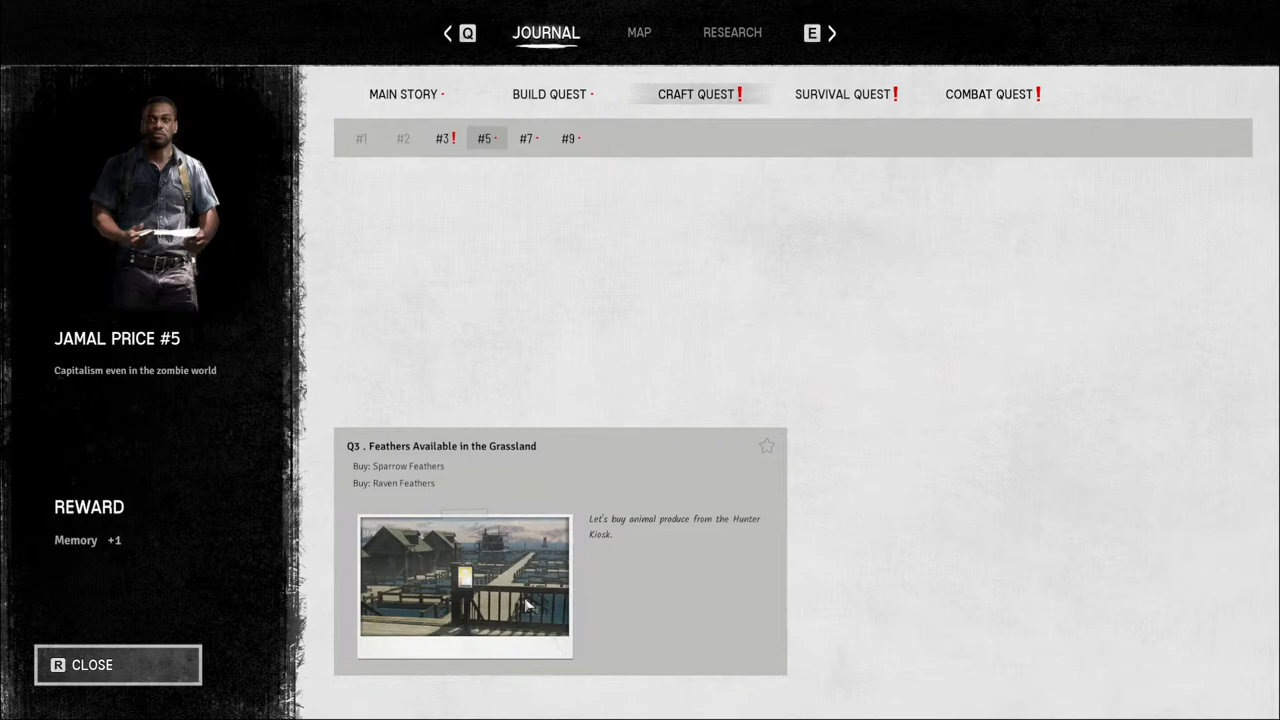 Q JOURNAL MAP RESEARCH E
MAIN STORY BUILD QUEST CRAFT QUEST! SURVIVAL QUEST! COMBAT QUEST!
#1 #2 #3! #5 #7 #9
JAMAL PRICE #5
Capitalism even in the zombie world
REWARD
Memory +1
R CLOSE
Q3 . Feathers Available in the Grassland
Buy: Sparrow Feathers
Buy: Raven Feathers
Let's buy animal produce from the Hunter
Kiosk.